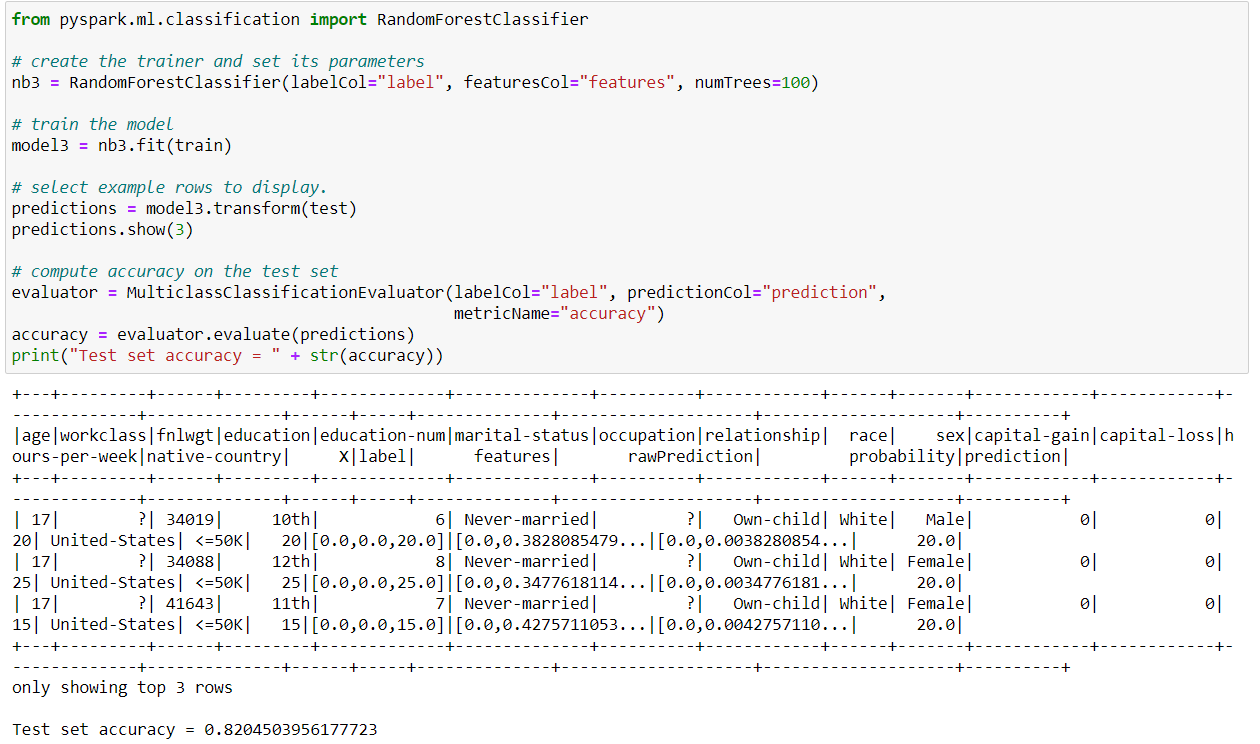 from pyspark.ml.classification import RandomForestClassifier
# create the trainer and set its parameters
nb3 = RandomForestClassifier(labelCol="label", featuresCol="features", numTrees=100)
# train the model
model3 = nb3.fit(train)
# select example rows to display.
predictions = model3.transform(test)
predictions.show(3)
# compute accuracy on the test set
evaluator = MulticlassClassificationEvaluator(labelCol="label", predictionCol="prediction",
                                              metricName="accuracy")
accuracy = evaluator.evaluate(predictions)
print("Test set accuracy = " + str(accuracy))
+---+---------+------+---------+-------------+--------------+----------+------------+------+-------+------------+------------+-
-------------+--------------+-----+--------------+--------------------+--------------------+----------+
|age|workclass|fnlwgt|education|education-num|marital-status|occupation|relationship|  race|    sex|capital-gain|capital-loss|h
ours-per-week|native-country|     X|label|      features|       rawPrediction|         probability|prediction|
+---+---------+------+---------+-------------+--------------+----------+------------+------+-------+------------+------------+-
-------------+--------------+------+-----+--------------+--------------------+--------------------+----------+
| 17|        ?| 34019|     10th|            6| Never-married|         ?|   Own-child| White|   Male|           0|           0|
20| United-States| <=50K|   20|[0.0,0.0,20.0]|[0.0,0.3828085479...|[0.0,0.0038280854...|      20.0|
| 17|        ?| 34088|     12th|            8| Never-married|         ?|   Own-child| White| Female|           0|           0|
25| United-States| <=50K|   25|[0.0,0.0,25.0]|[0.0,0.3477618114...|[0.0,0.0034776181...|      20.0|
| 17|        ?| 41643|     11th|            7| Never-married|         ?|   Own-child| White| Female|           0|           0|
15| United-States| <=50K|   15|[0.0,0.0,15.0]|[0.0,0.4275711053...|[0.0,0.0042757110...|      20.0|
+---+---------+------+---------+-------------+--------------+----------+------------+------+-------+------------+------------+-
-------------+--------------+------+-----+--------------+--------------------+--------------------+----------+
only showing top 3 rows
Test set accuracy = 0.8204503956177723